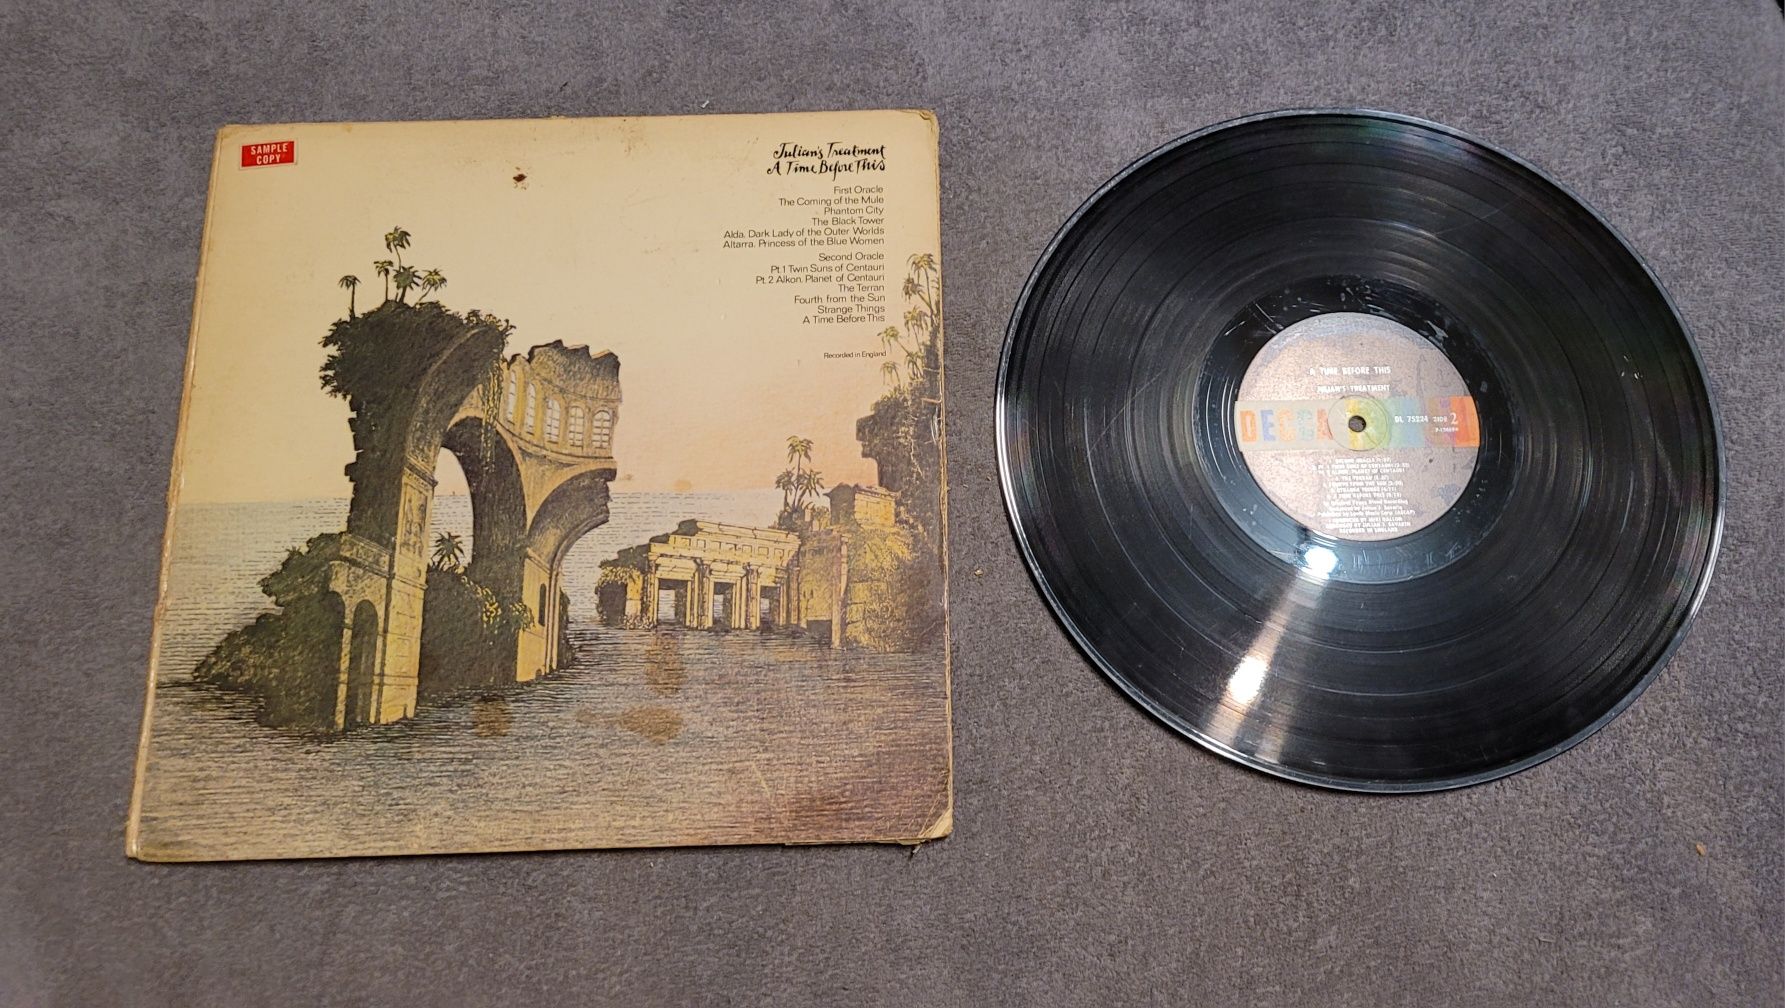 SAMPLE
COPY
Julian's Treatment
A Time Before This
First Oracle
The Coming of the Mule
Phantom City
The Black Tower
Alda, Dark Lady of the Outer Worlds
Altarra, Princess of the Blue Women
Second Oracle
Pt.1 Twin Suns of Centauri
Pt. 2 Alkon, Planet of Centauri
The Terran
Fourth from the Sun
Strange Things
A Time Before This
Recorded in England
A TIME BEFORE THIS
JULIAN'S TREATMENT
DECCA
DL 75224 SIDE 2
RECORDED IN ENGLAND